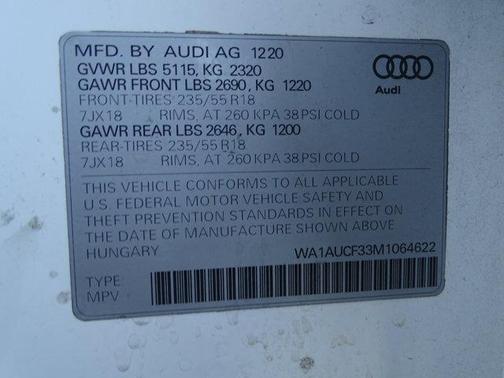 MFD. BY AUDI AG 1220
GVWR LBS 5115, KG 2320
GAWR FRONT LBS 2690, KG 1220
FRONT-TIRES 235/55 R18
7JX18 RIMS, AT 260 KPA 38 PSI COLD
GAWR REAR LBS 2646, KG 1200
REAR-TIRES 235/55 R18
7JX18 RIMS, AT 260 KPA 38 PSI COLD
Audi
THIS VEHICLE CONFORMS TO ALL APPLICABLE
U.S. FEDERAL MOTOR VEHICLE SAFETY AND
THEFT PREVENTION STANDARDS IN EFFECT ON
THE DATE OF MANUFACTURE SHOWN ABOVE
HUNGARY WA1AUCF33M1064622
TYPE:
MPV